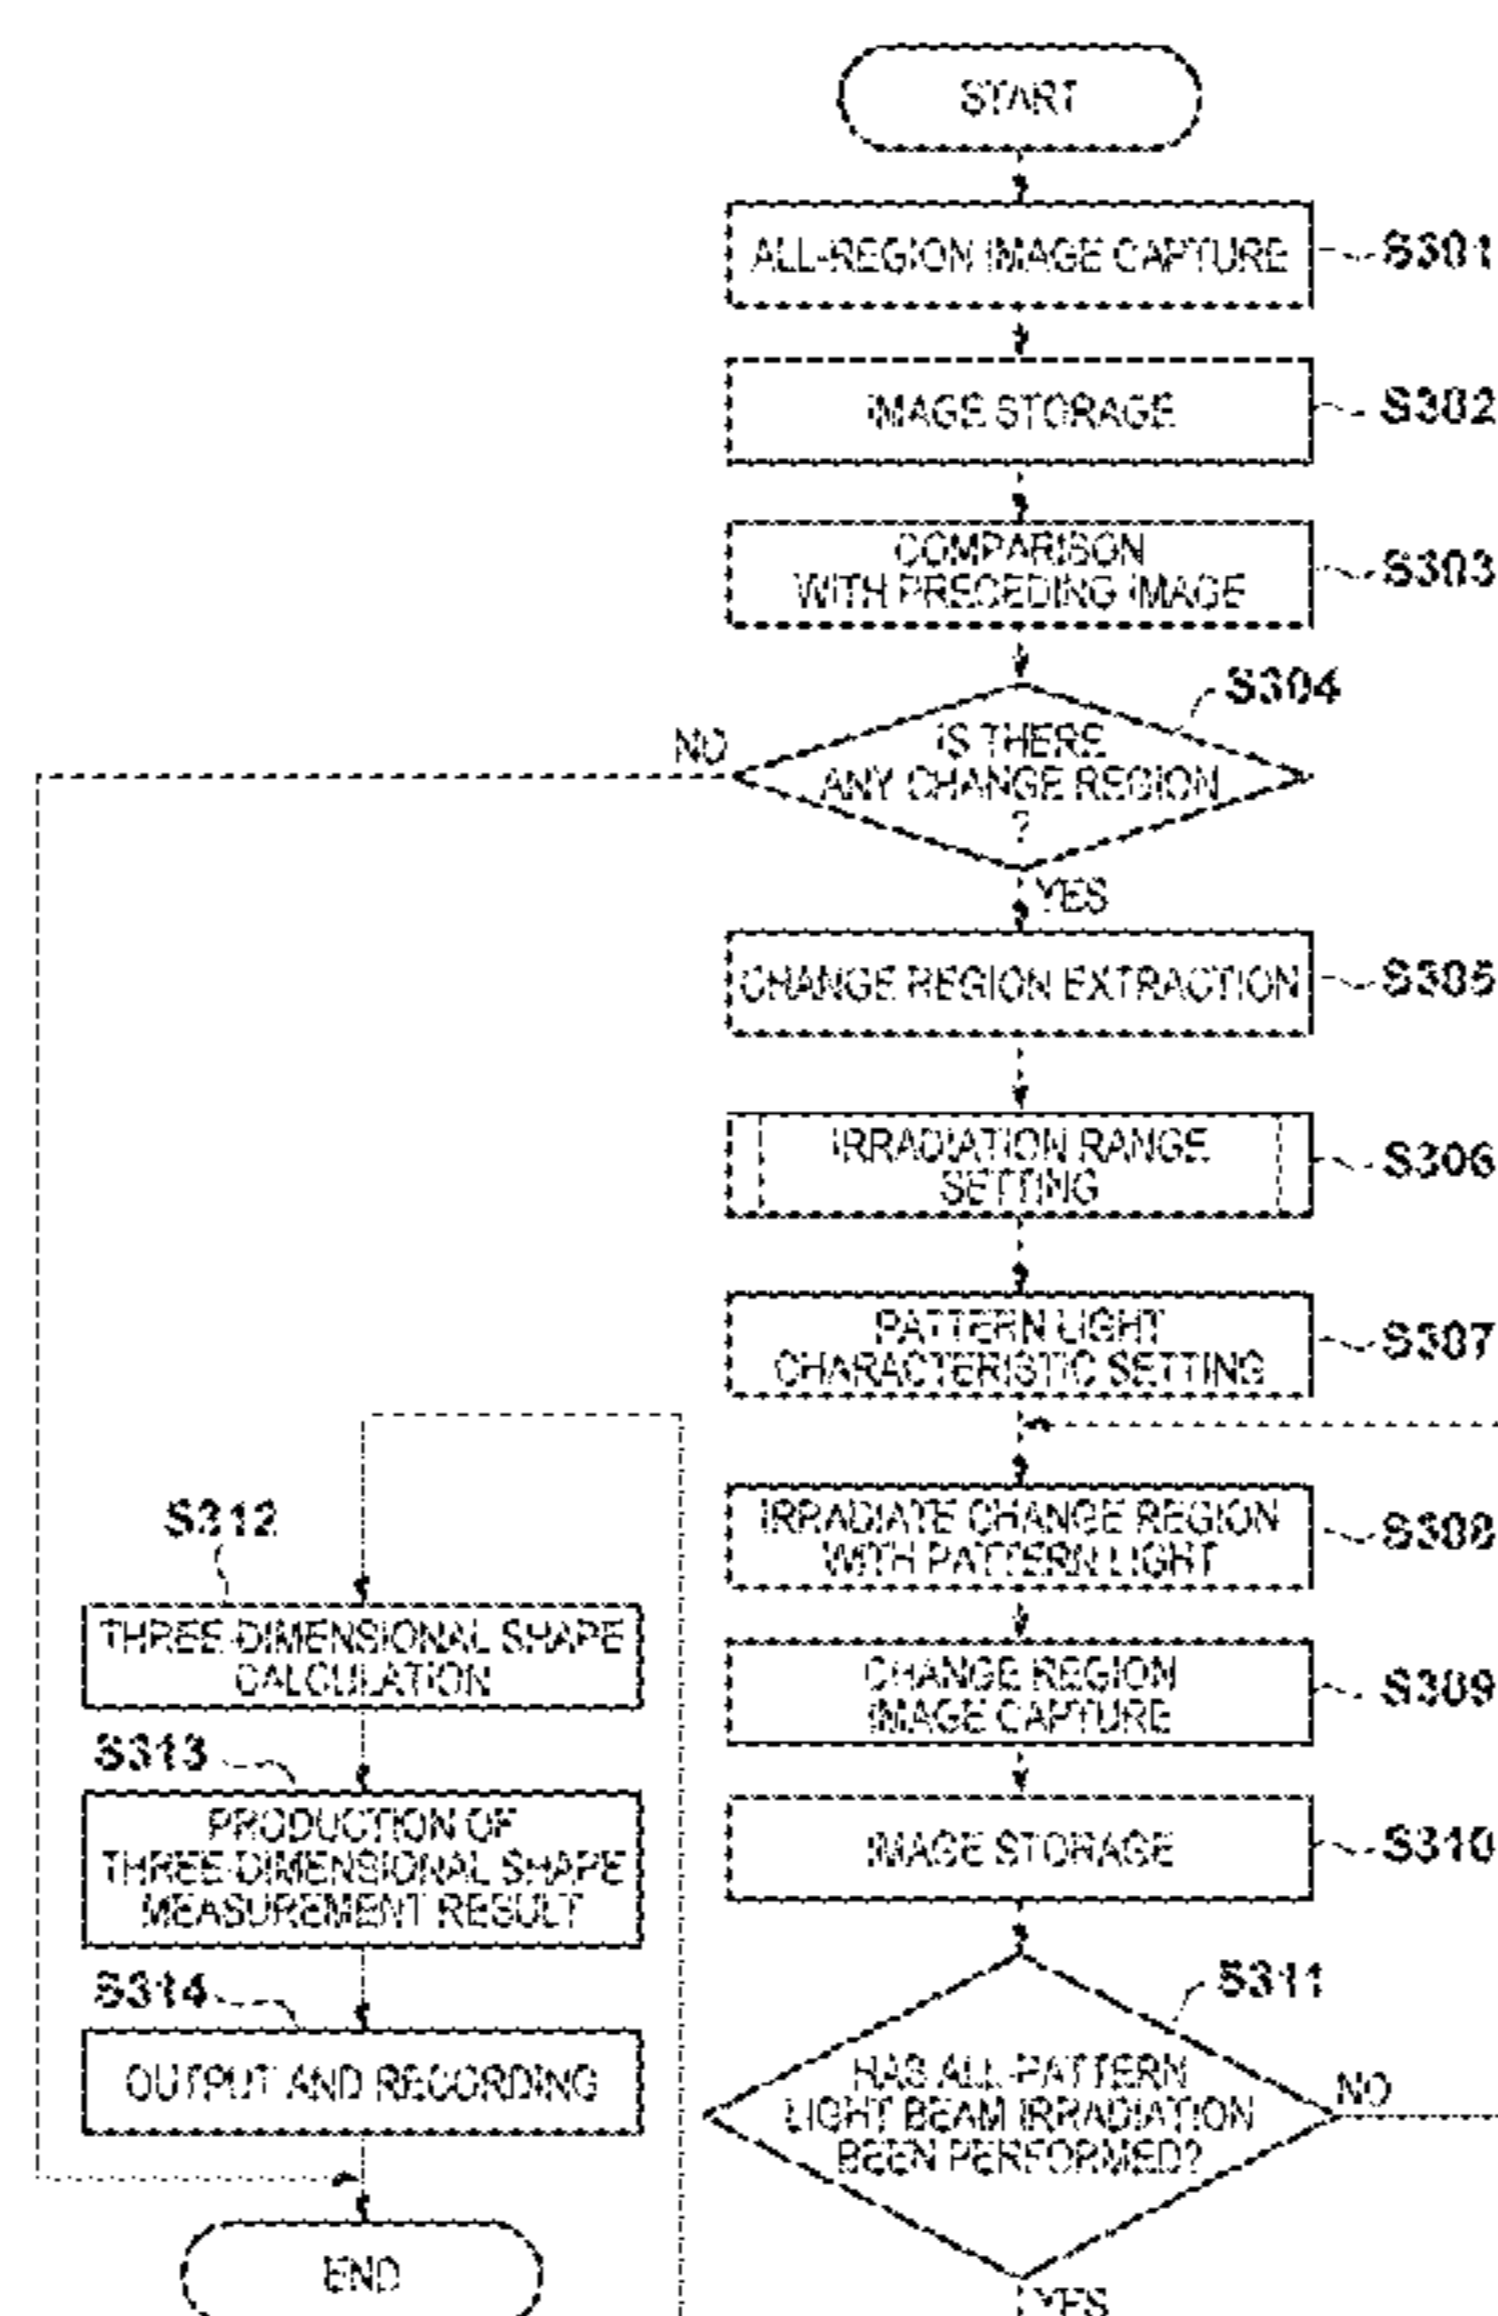 START
ALL-REGION IMAGE CAPTURE
S301
IMAGE STORAGE
S302
COMPARISON
WITH PRECEDING IMAGE
S303
S304
IS THERE
ANY CHANGE REGION
?
NO
YES
CHANGE REGION EXTRACTION
S305
IRRADIATION RANGE
SETTING
S306
PATTERN LIGHT
CHARACTERISTIC SETTING
S307
IRRADIATE CHANGE REGION
WITH PATTERN LIGHT
S308
CHANGE REGION
IMAGE CAPTURE
S309
IMAGE STORAGE
S310
S311
HAS ALL-PATTERN
LIGHT BEAM IRRADIATION
BEEN PERFORMED?
NO
YES
S312
THREE-DIMENSIONAL SHAPE
CALCULATION
S313
PRODUCTION OF
THREE-DIMENSIONAL SHAPE
MEASUREMENT RESULT
S314
OUTPUT AND RECORDING
END